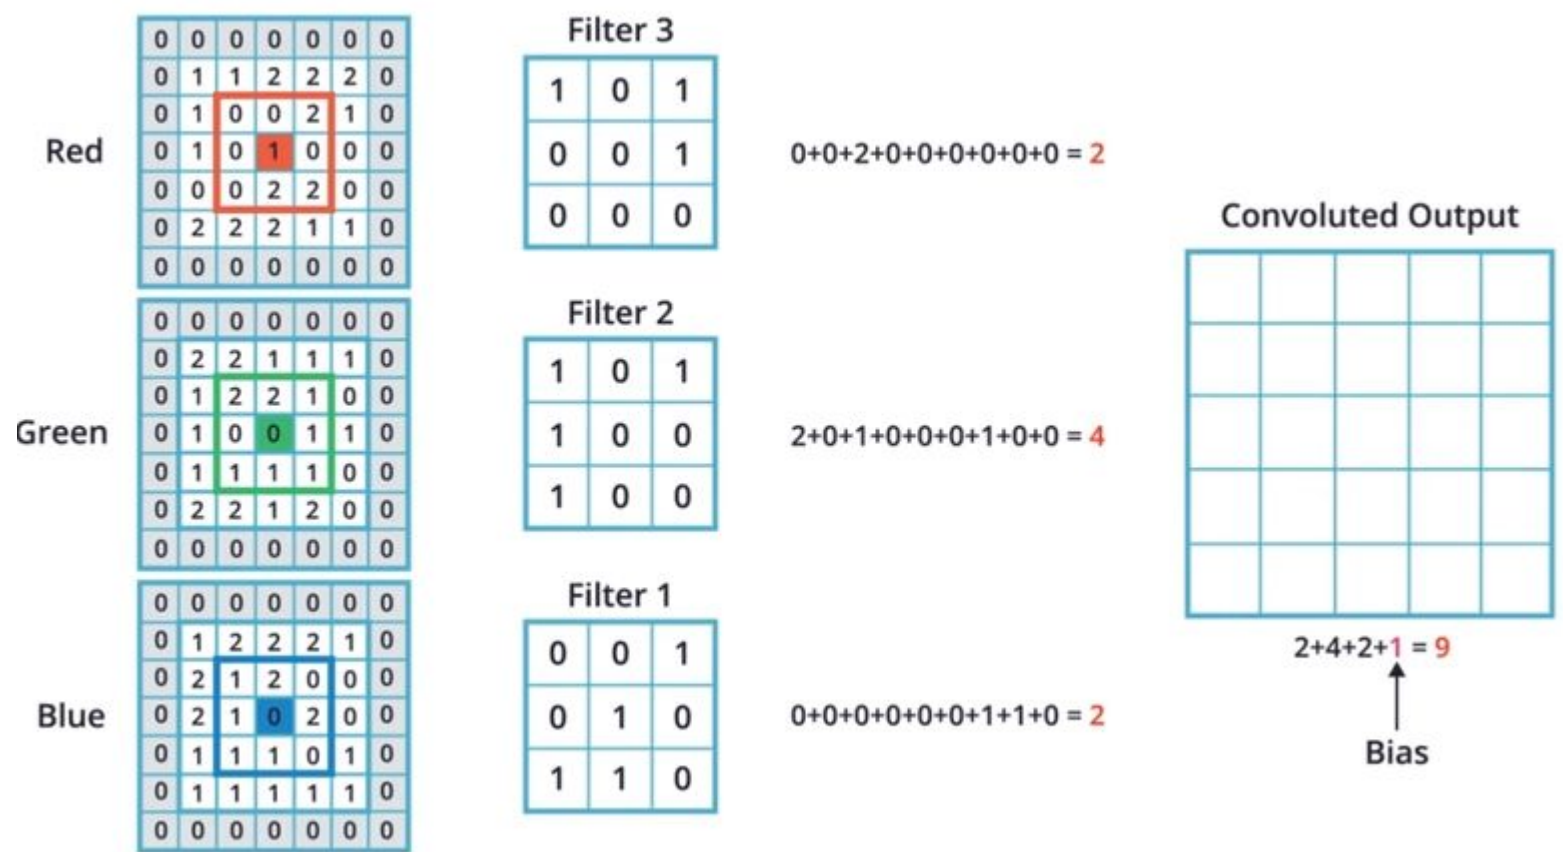 0 0 0 0 0 0 0
0 1 1 2 2 2 0
0 1 0 0 2 1 0
Red 0 1 0 1 0 0 0
0 0 0 2 2 0 0
0 2 2 2 1 1 0
0 0 0 0 0 0 0
Filter 3
1 0 1
0 0 1
0 0 0
0+0+2+0+0+0+0+0+0 = 2
0 0 0 0 0 0 0
0 2 2 1 1 1 0
0 1 2 2 1 0 0
Green 0 1 0 0 1 1 0
0 1 1 1 1 0 0
0 2 2 1 2 0 0
0 0 0 0 0 0 0
Filter 2
1 0 1
1 0 0
1 0 0
2+0+1+0+0+0+1+0+0 = 4
0 0 0 0 0 0 0
0 1 2 2 2 1 0
0 2 1 2 0 0 0
Blue 0 2 1 0 2 0 0
0 1 1 1 0 1 0
0 1 1 1 1 1 0
0 0 0 0 0 0 0
Filter 1
0 0 1
0 1 0
1 1 0
0+0+0+0+0+0+1+1+0 = 2
Convoluted Output
2+4+2+1 = 9
Bias